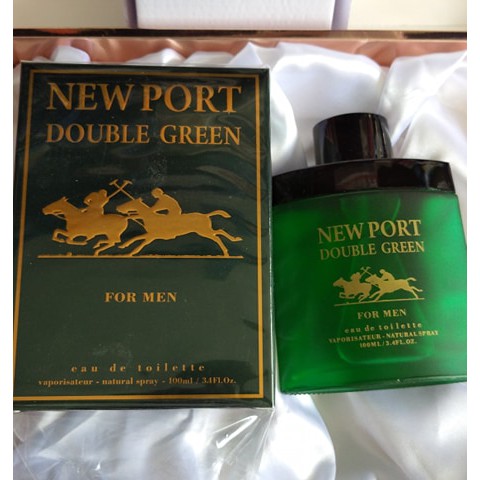 NEW PORT
DOUBLE GREEN
FOR MEN
eau de toilette
vaporisateur - natural spray - 100ml / 3.4FL.Oz.
NEW PORT
DOUBLE GREEN
FOR MEN
eau de toilette
VAPORISATEUR - NATURAL SPRAY
100ML / 3.4FL.OZ.